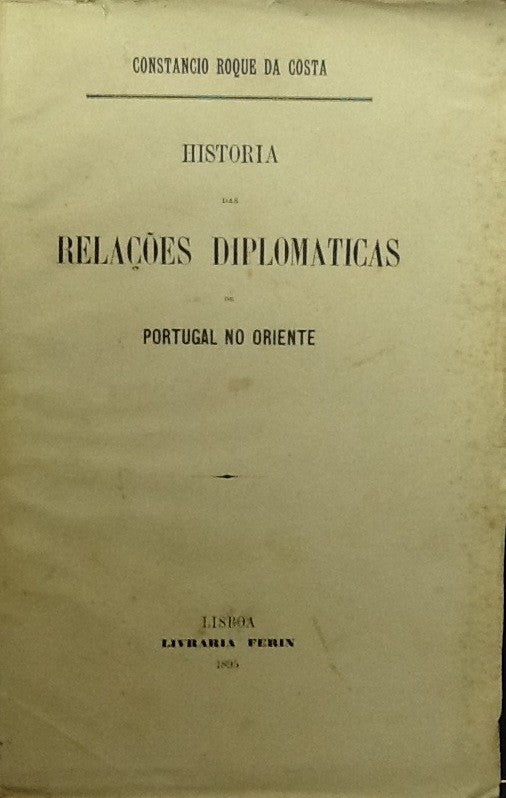 CONSTANCIO ROQUE DA COSTA
HISTORIA
DAS
RELAÇÕES DIPLOMATICAS
DE
PORTUGAL NO ORIENTE
LISBOA
LIVRARIA FERIN
1895